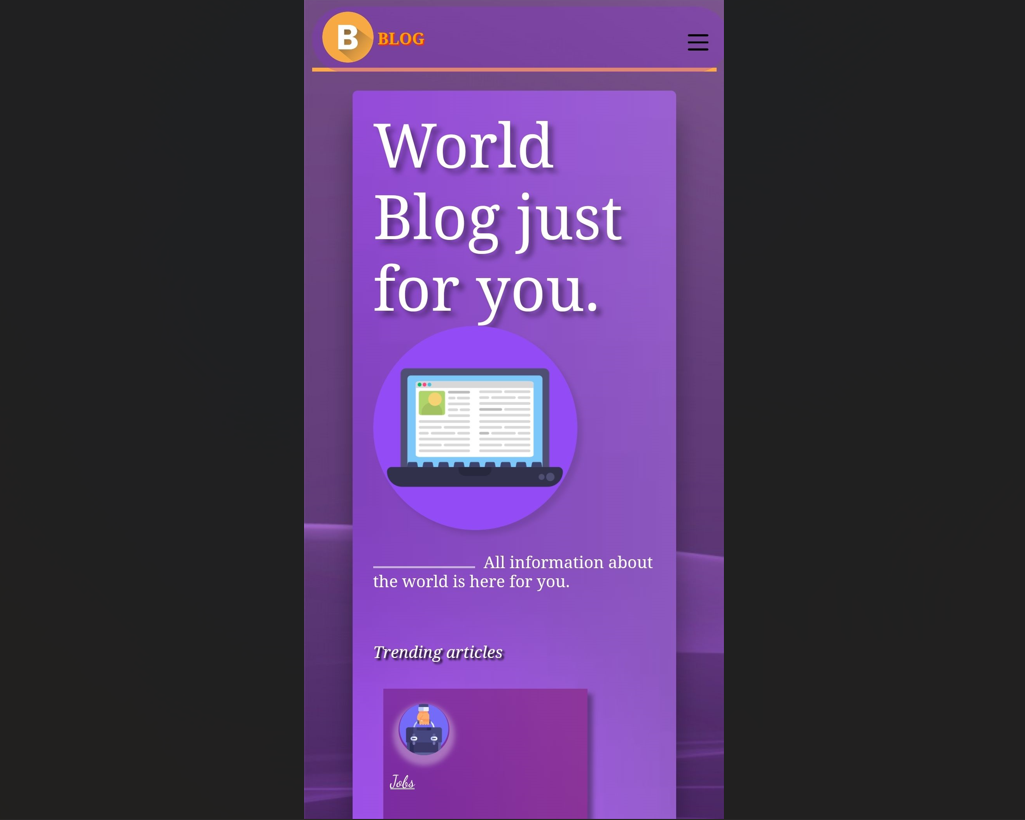 B BLOG
World
Blog just
for you.
All information about
the world is here for you.
Trending articles
Jobs